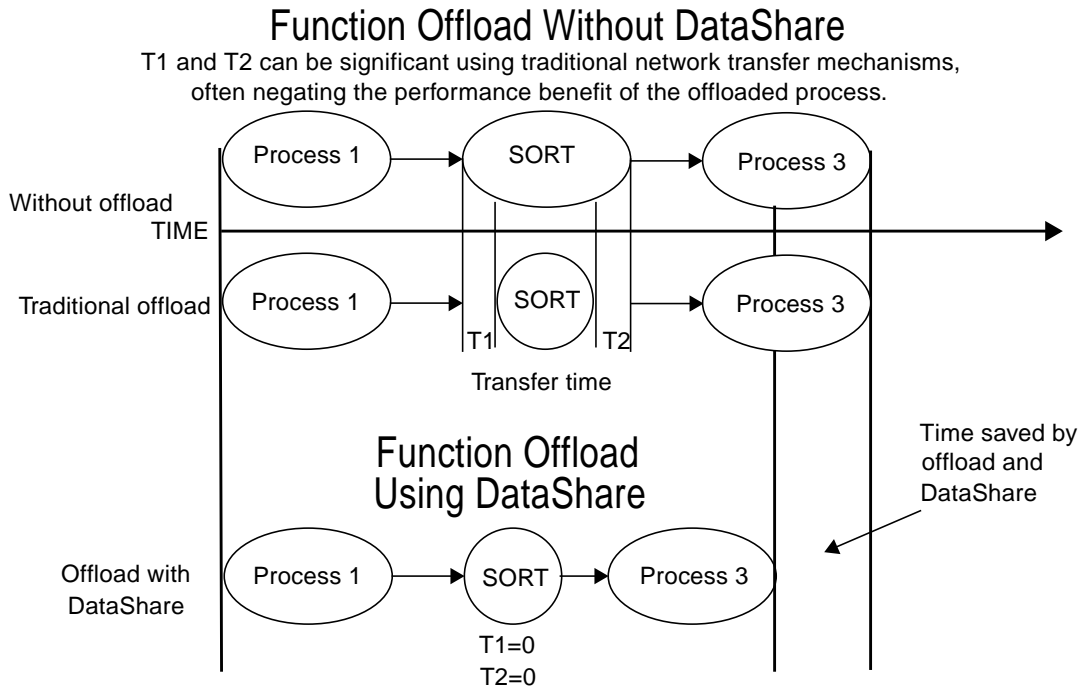 Function Offload Without DataShare
T1 and T2 can be significant using traditional network transfer mechanisms,
often negating the performance benefit of the offloaded process.
Process 1
SORT
Process 3
Without offload
TIME
Traditional offload
Process 1
SORT
Process 3
T1
T2
Transfer time
Function Offload
Using DataShare
Time saved by
offload and
DataShare
Offload with
DataShare
Process 1
SORT
Process 3
T1=0
T2=0